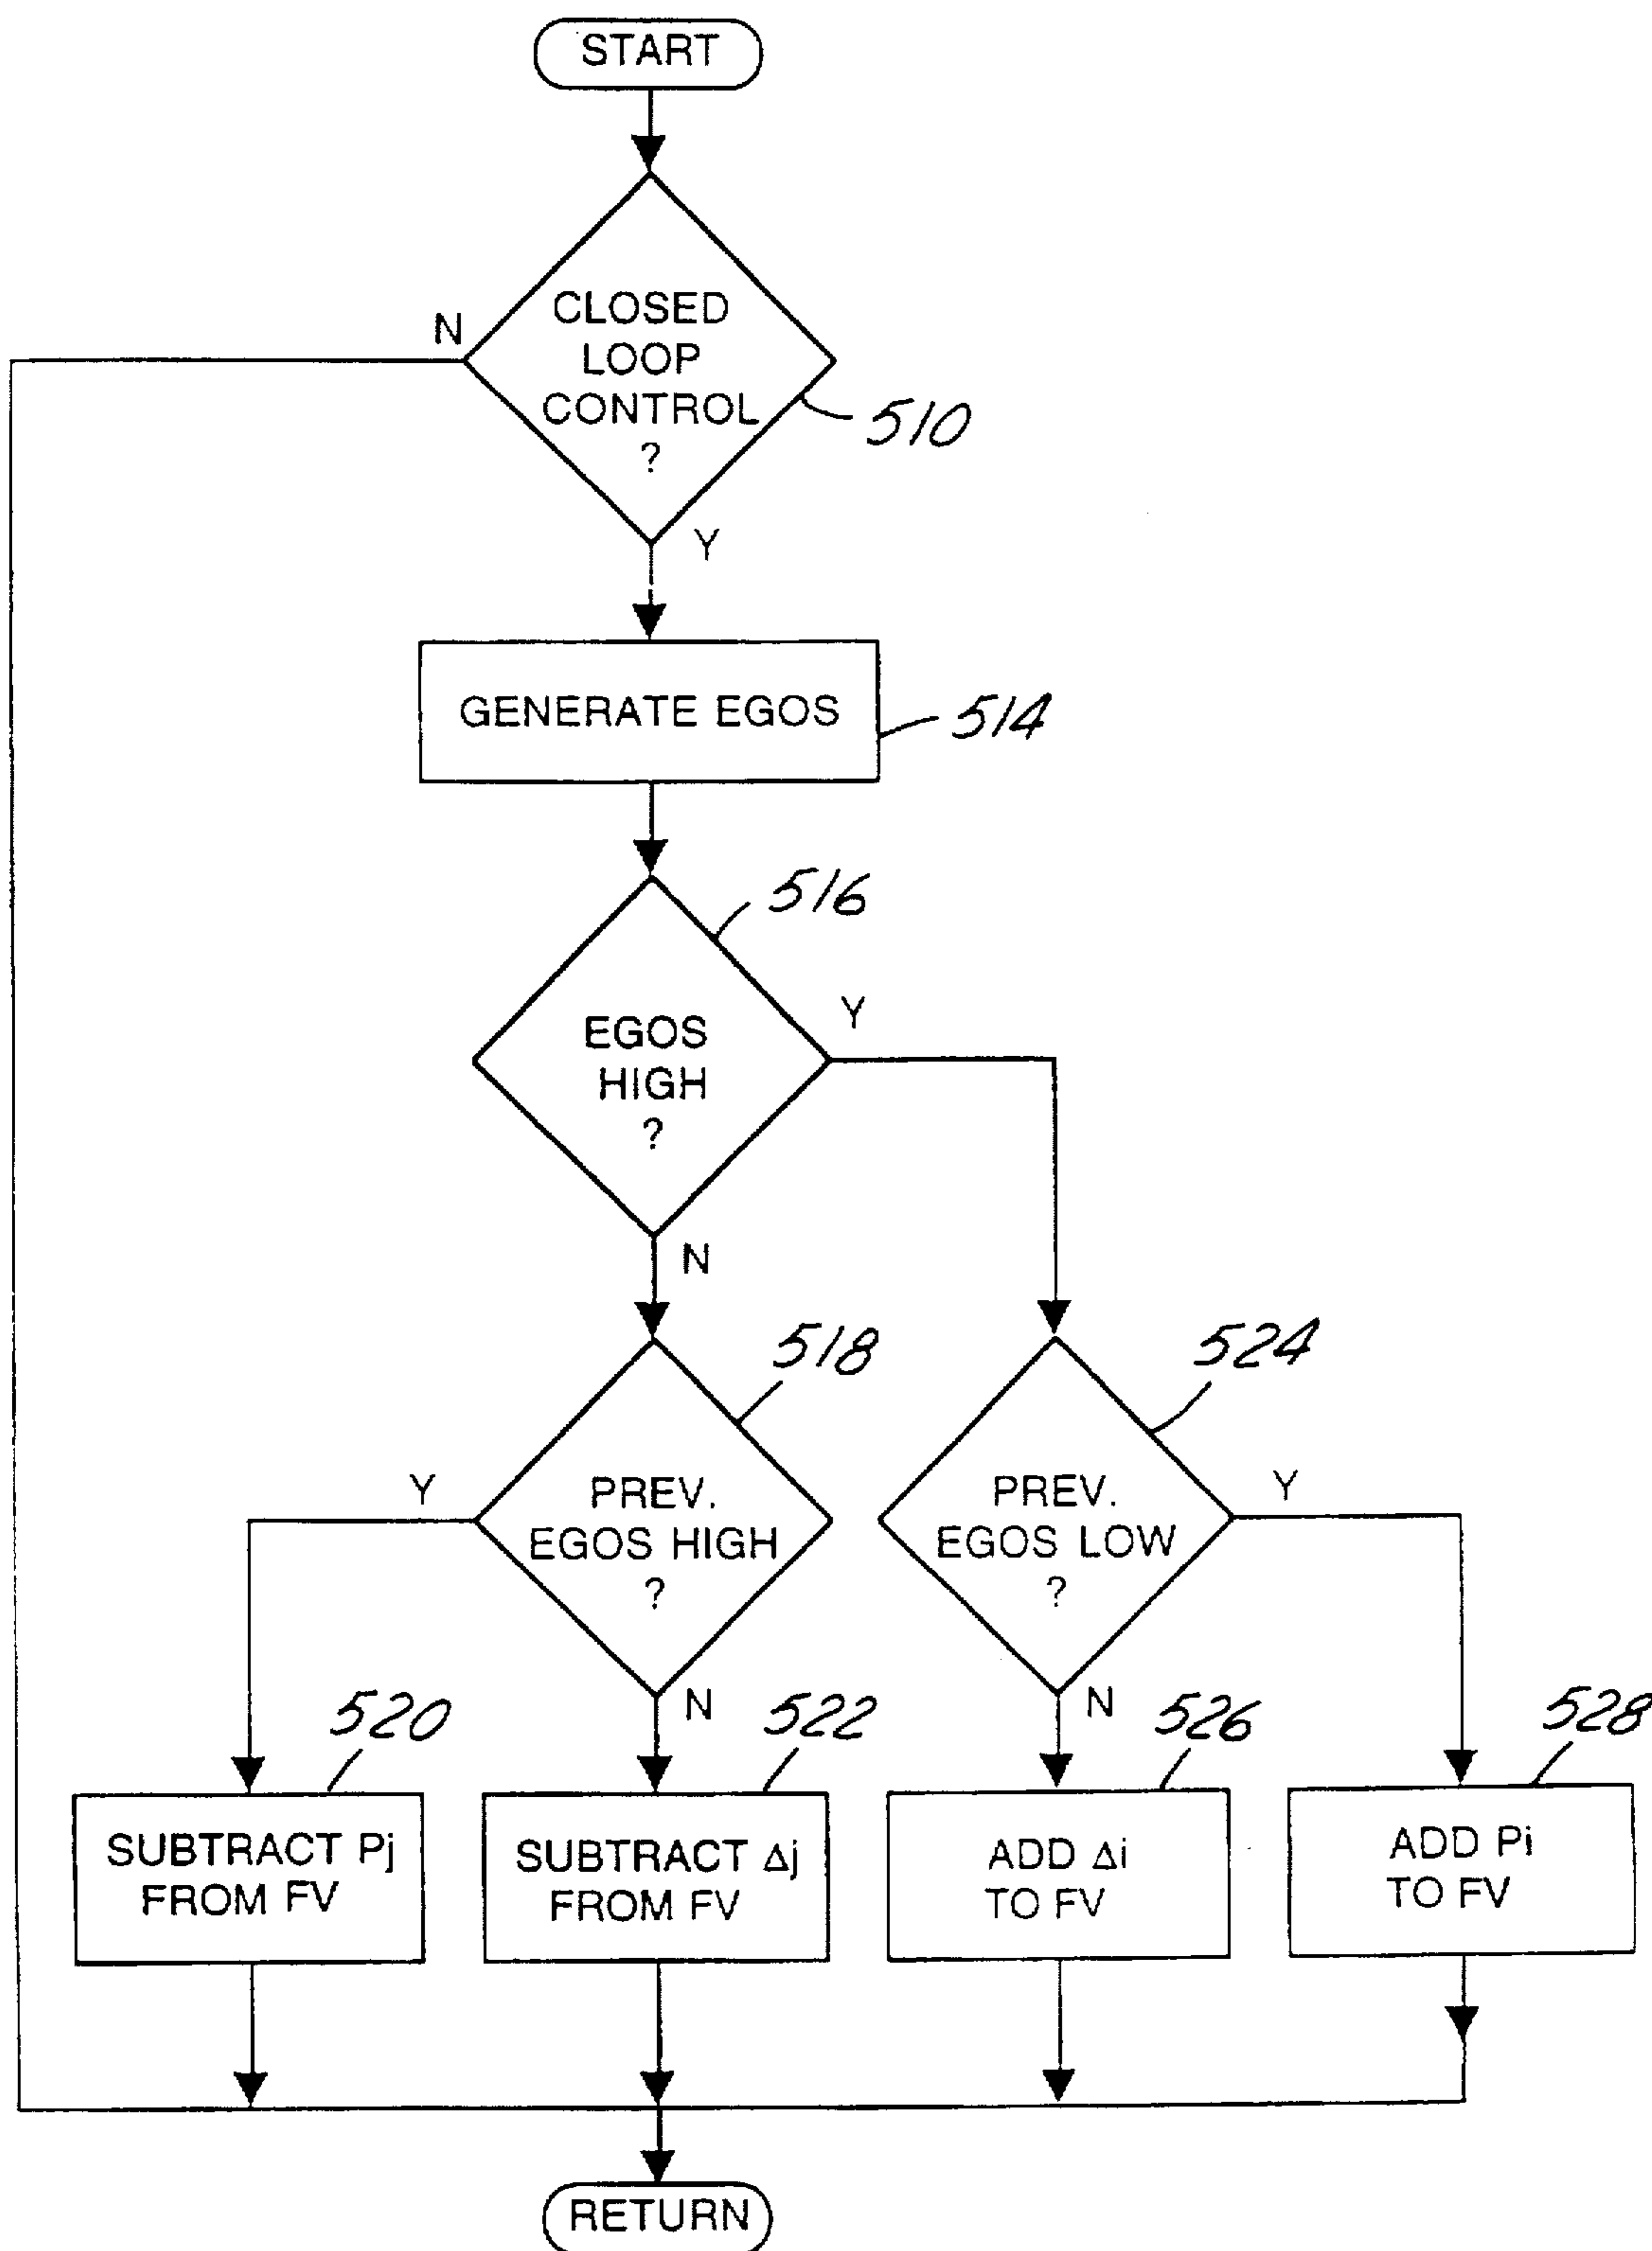 START
CLOSED
LOOP
CONTROL
?
N
510
Y
GENERATE EGOS
514
516
EGOS
HIGH
?
Y
N
518
524
PREV.
EGOS HIGH
?
Y
N
PREV.
EGOS LOW
?
Y
N
520
522
526
528
SUBTRACT Pj
FROM FV
SUBTRACT Δj
FROM FV
ADD Δi
TO FV
ADD Pi
TO FV
RETURN